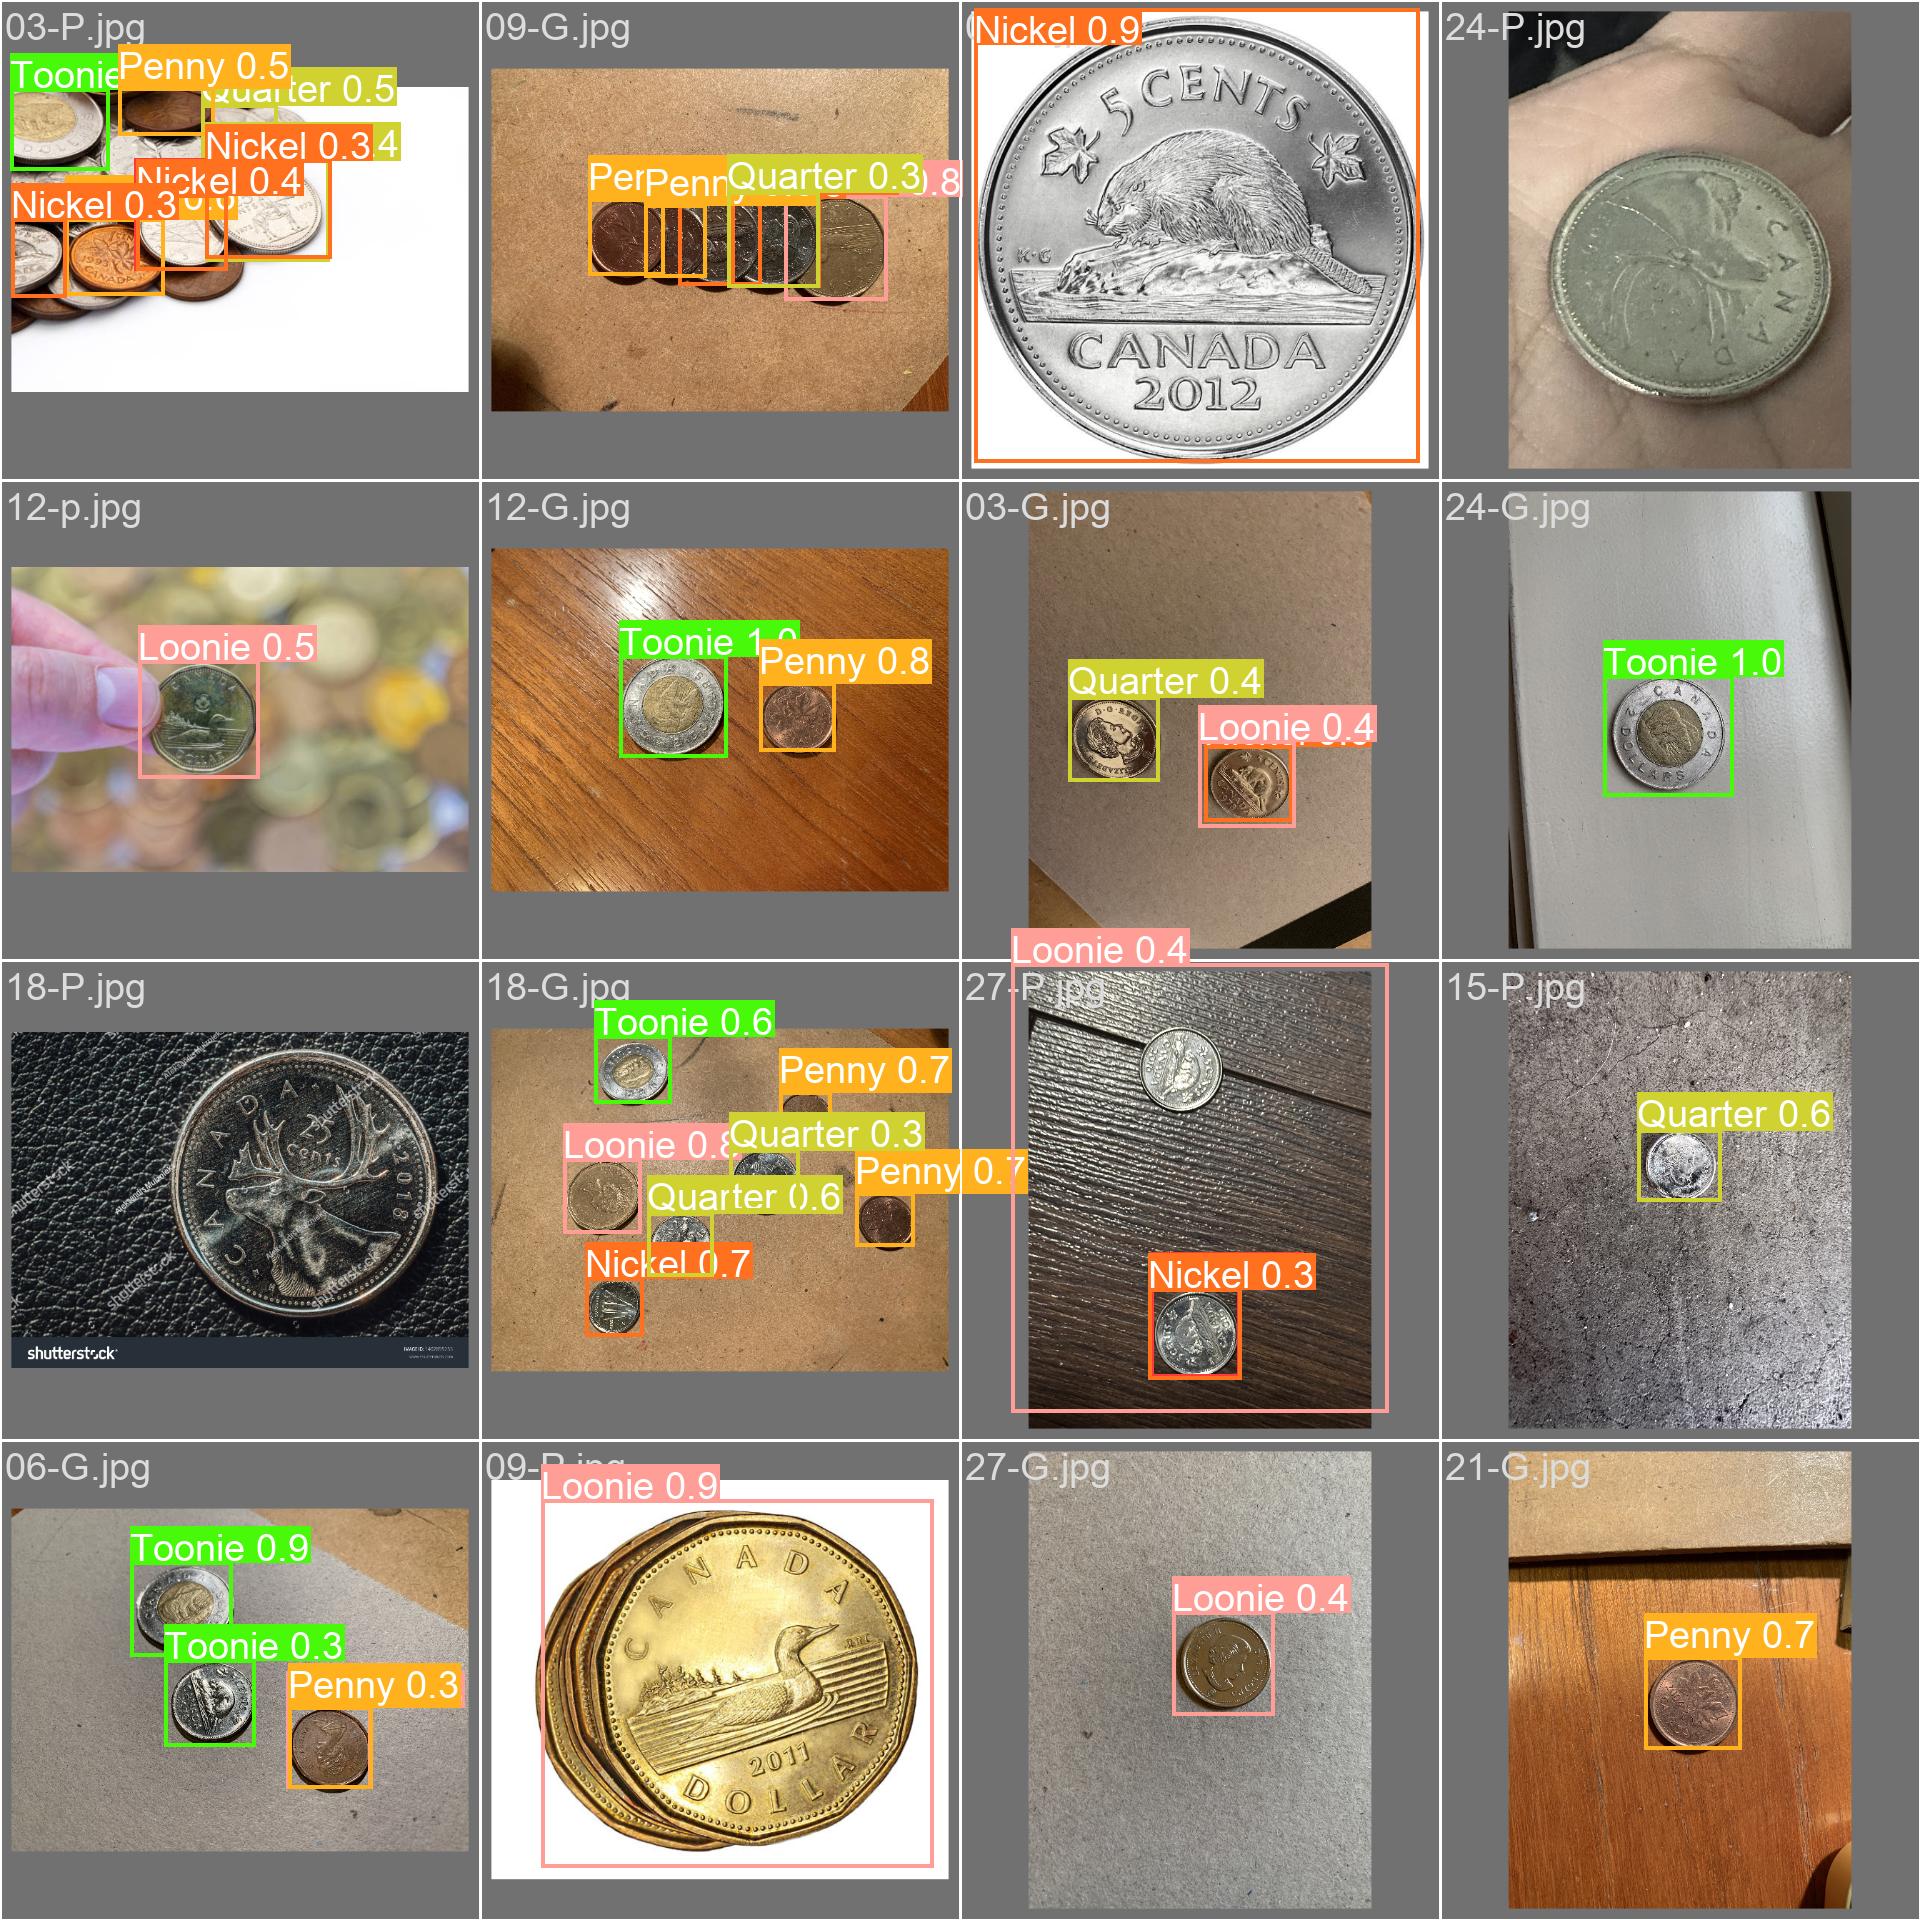 03-P.jpg
Toonie
Penny 0.5
Quarter 0.5
Nickel 0.3
.4
Nickel 0.4
Nickel 0.3
CANADA
09-G.jpg
Penn
Quarter 0.3
0.8
Nickel 0.9
5 CENTS
K·G
CANADA
2012
24-P.jpg
CANADA
12-p.jpg
Loonie 0.5
12-G.jpg
Toonie 1.0
Penny 0.8
03-G.jpg
Quarter 0.4
Loonie 0.4
D·G·REGINA
24-G.jpg
Toonie 1.0
CANADA
2 DOLLARS
18-P.jpg
CANADA
25
cents
2018
shutterstock
shutterstock
18-G.jpg
Toonie 0.6
Penny 0.7
Loonie 0.8
Quarter 0.3
Penny 0.7
Quarter 0.6
Nickel 0.7
Loonie 0.4
27-P.jpg
Nickel 0.3
15-P.jpg
Quarter 0.6
06-G.jpg
Toonie 0.9
Toonie 0.3
Penny 0.3
09-P.jpg
Loonie 0.9
CANADA
2011
DOLLAR
27-G.jpg
Loonie 0.4
21-G.jpg
Penny 0.7